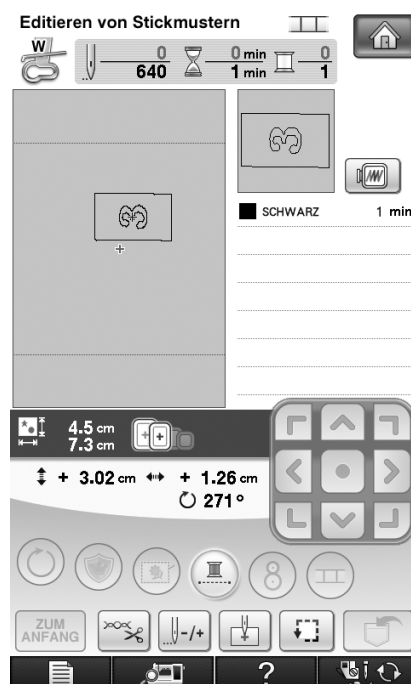 Editieren von Stickmustern
W
0
640
0 min
1 min
0
1
SCHWARZ 1 min
4.5 cm
7.3 cm
+ 3.02 cm + 1.26 cm
271°
ZUM
ANFANG
-/+
?